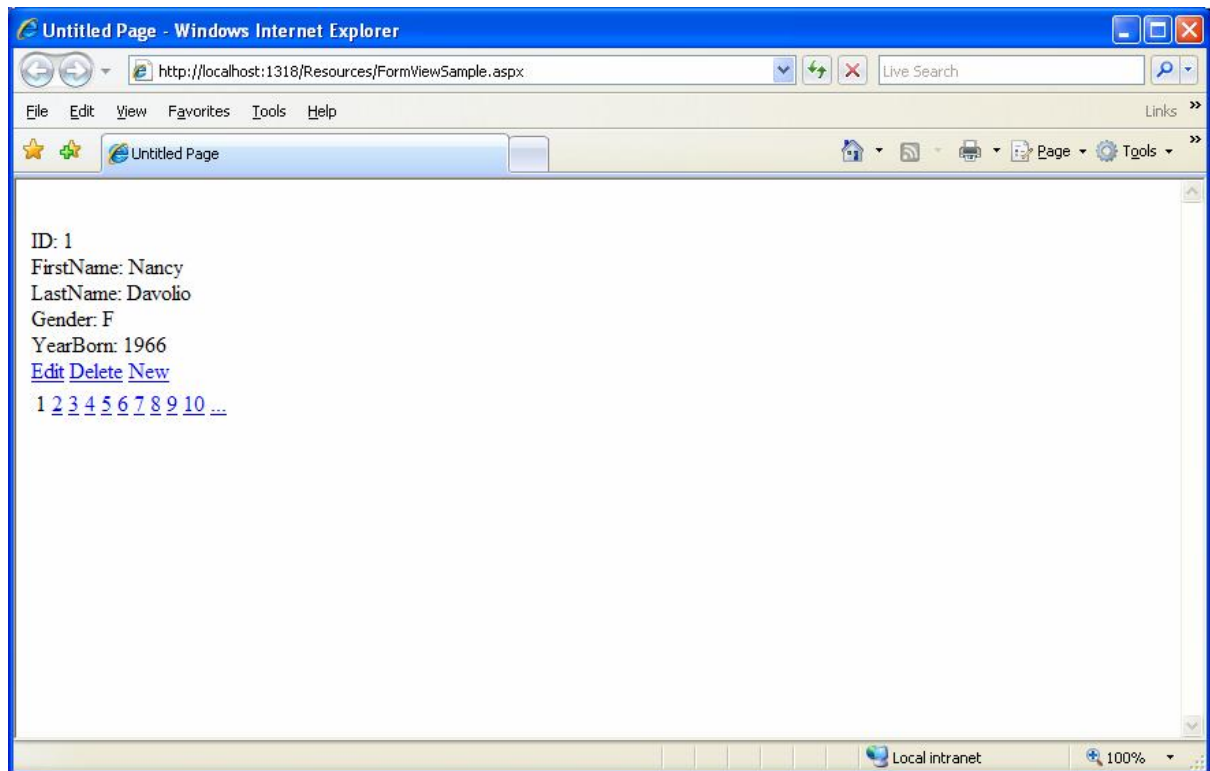 Untitled Page - Windows Internet Explorer
http://localhost:1318/Resources/FormViewSample.aspx
Live Search
File Edit View Favorites Tools Help
Links »
Untitled Page
Page Tools »
ID: 1
FirstName: Nancy
LastName: Davolio
Gender: F
YearBorn: 1966
Edit Delete New
1 2 3 4 5 6 7 8 9 10 ...
Local intranet
100%